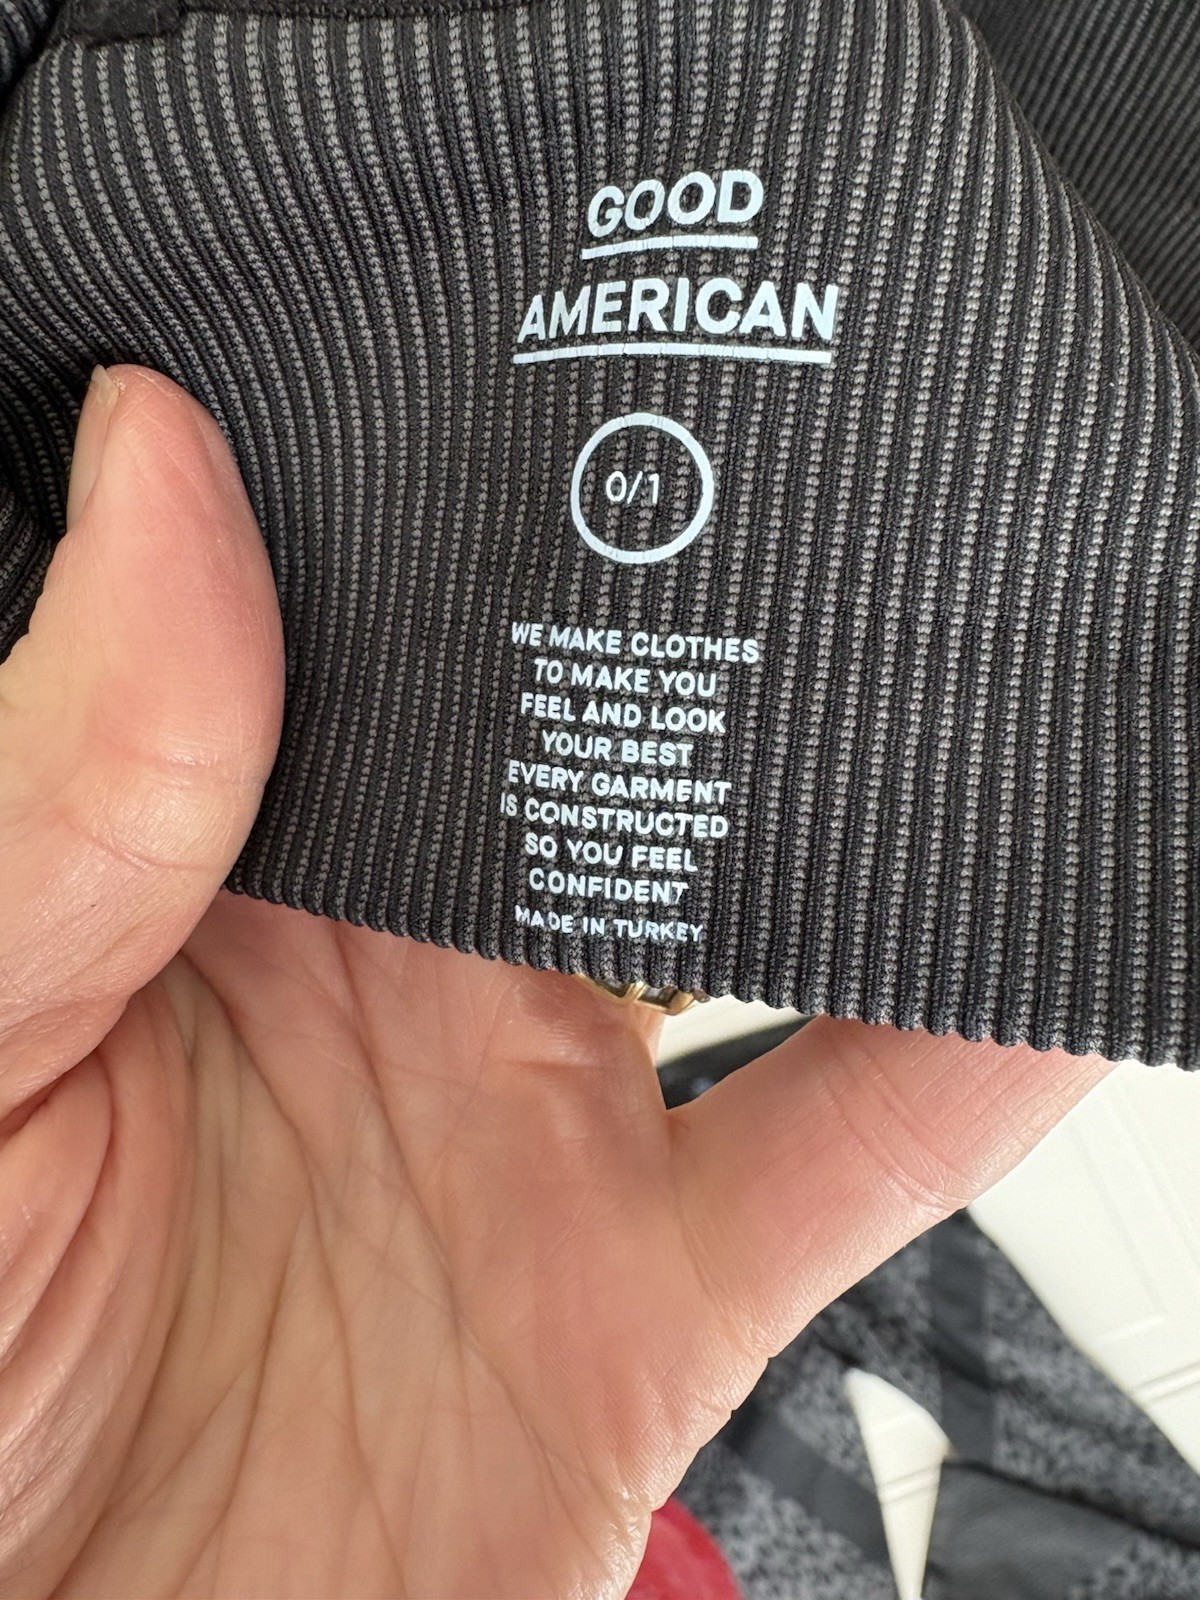 GOOD
AMERICAN
0/1
WE MAKE CLOTHES
TO MAKE YOU
FEEL AND LOOK
YOUR BEST
EVERY GARMENT
IS CONSTRUCTED
SO YOU FEEL
CONFIDENT
MADE IN TURKEY